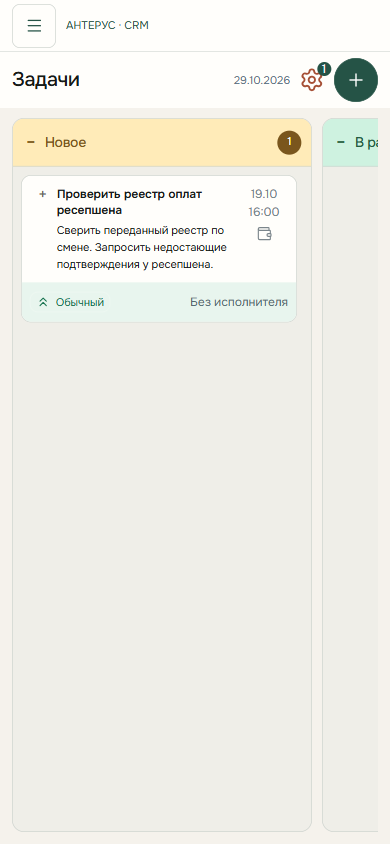 АНТЕРУС · CRM
Задачи
29.10.2026
1
Новое
1
Проверить реестр оплат
ресепшена
19.10
16:00
Сверить переданный реестр по
смене. Запросить недостающие
подтверждения у ресепшена.
Обычный
Без исполнителя